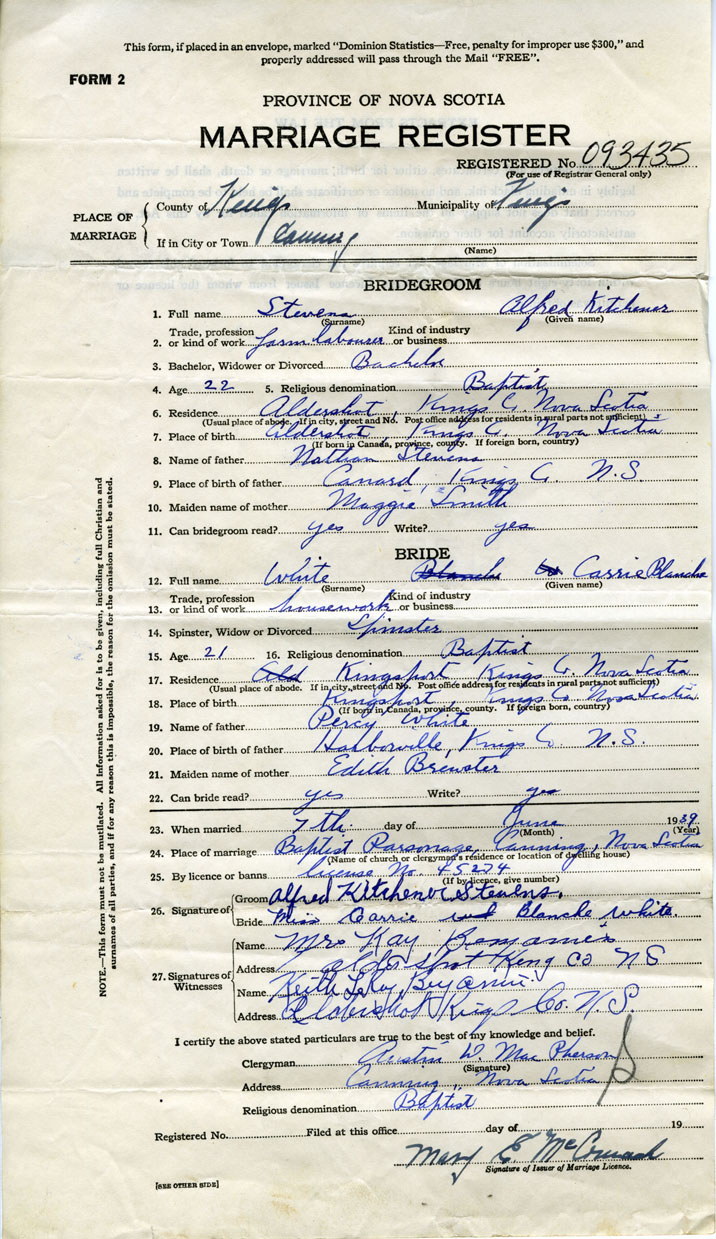 This form, if placed in an envelope, marked "Dominion Statistics—Free, penalty for improper use $300," and
properly addressed will pass through the Mail "FREE".
FORM 2
PROVINCE OF NOVA SCOTIA
MARRIAGE REGISTER
REGISTERED No. 093435
(For use of Registrar General only)
PLACE OF MARRIAGE
County of Kings Municipality of Kings
If in City or Town Canning
(Name)
BRIDEGROOM
1. Full name Stevens Alfred Kitchener
(Surname) (Given name)
2. Trade, profession or kind of work farm labourer Kind of industry or business
3. Bachelor, Widower or Divorced Bachelor
4. Age 22 5. Religious denomination Baptist
6. Residence Aldershot, Kings Co. Nova Scotia
(Usual place of abode. If in city, street and No. Post office address for residents in rural parts not sufficient)
7. Place of birth Aldershot, Kings Co. Nova Scotia
(If born in Canada, province, county. If foreign born, country)
8. Name of father Nathan Stevens
9. Place of birth of father Canard, Kings Co. N.S
10. Maiden name of mother Maggie Smith
11. Can bridegroom read? yes Write? yes
BRIDE
12. Full name White Blanche Carrie Blanche
(Surname) (Given name)
13. Trade, profession or kind of work housework Kind of industry or business
14. Spinster, Widow or Divorced Spinster
15. Age 21 16. Religious denomination Baptist
17. Residence Ald Kingsport Kings Co. Nova Scotia
(Usual place of abode. If in city, street and No. Post office address for residents in rural parts not sufficient)
18. Place of birth Kingsport, Kings Co Nova Scotia
(If born in Canada, province, county. If foreign born, country)
19. Name of father Percy White
20. Place of birth of father Kings Co. N.S.
21. Maiden name of mother Edith Brewster
22. Can bride read? yes Write? yes
23. When married 7th day of June 1939
(Month) (Year)
24. Place of marriage Baptist Parsonage, Canning, Nova Scotia
(Name of church or clergyman's residence or location of dwelling house)
25. By licence or banns license No. 45274
(If by licence, give number)
26. Signature of
Groom Alfred Kitchener Stevens.
Bride Miss Carrie Blanche White.
27. Signatures of Witnesses
Name Mrs Kay
Address King Co NS
Name Keith LeRoy
Address Aldershot Kings Co. N.S.
I certify the above stated particulars are true to the best of my knowledge and belief.
Clergyman Austin D. MacPherson
(Signature)
Address Canning, Nova Scotia
Religious denomination Baptist
Registered No. Filed at this office day of 19
Mary E.
Signature of Issuer of Marriage Licence.
[SEE OTHER SIDE]
NOTE.—This form must not be mutilated. All information asked for is to be given, including full Christian and
surnames of all parties, and if for any reason this is impossible, the reason for the omission must be stated.